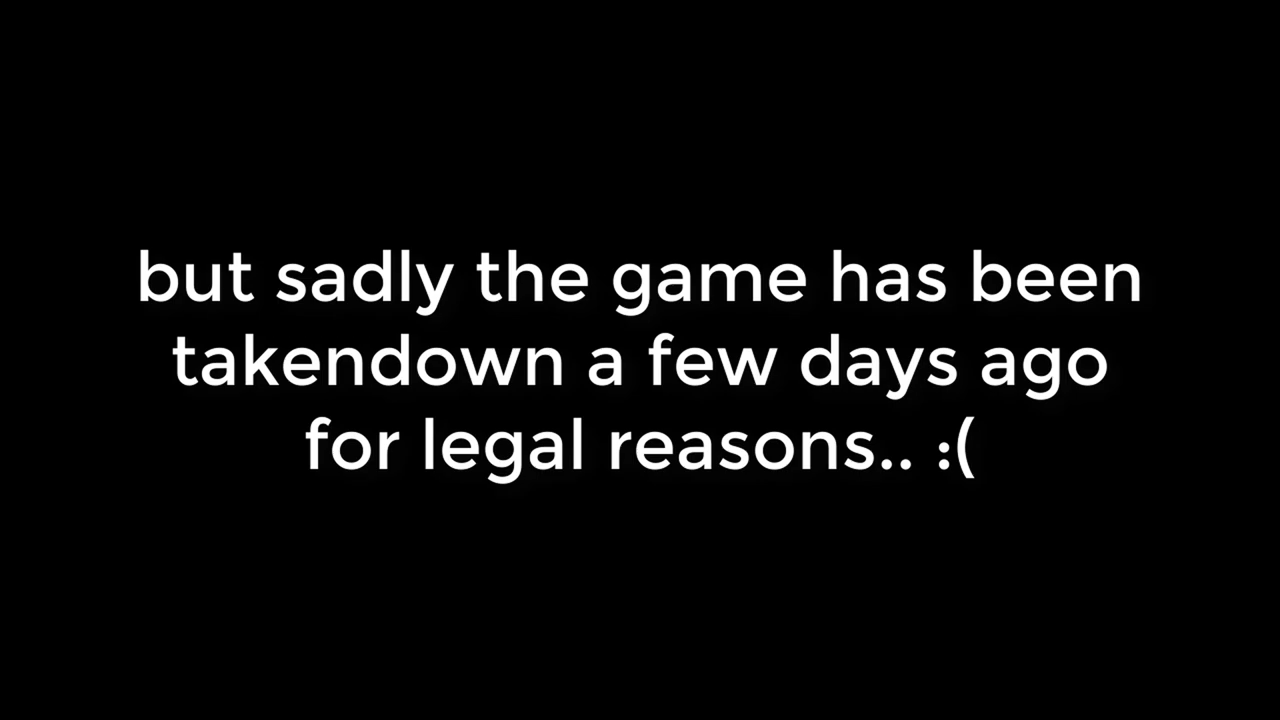 but sadly the game has been
takendown a few days ago
for legal reasons.. :(